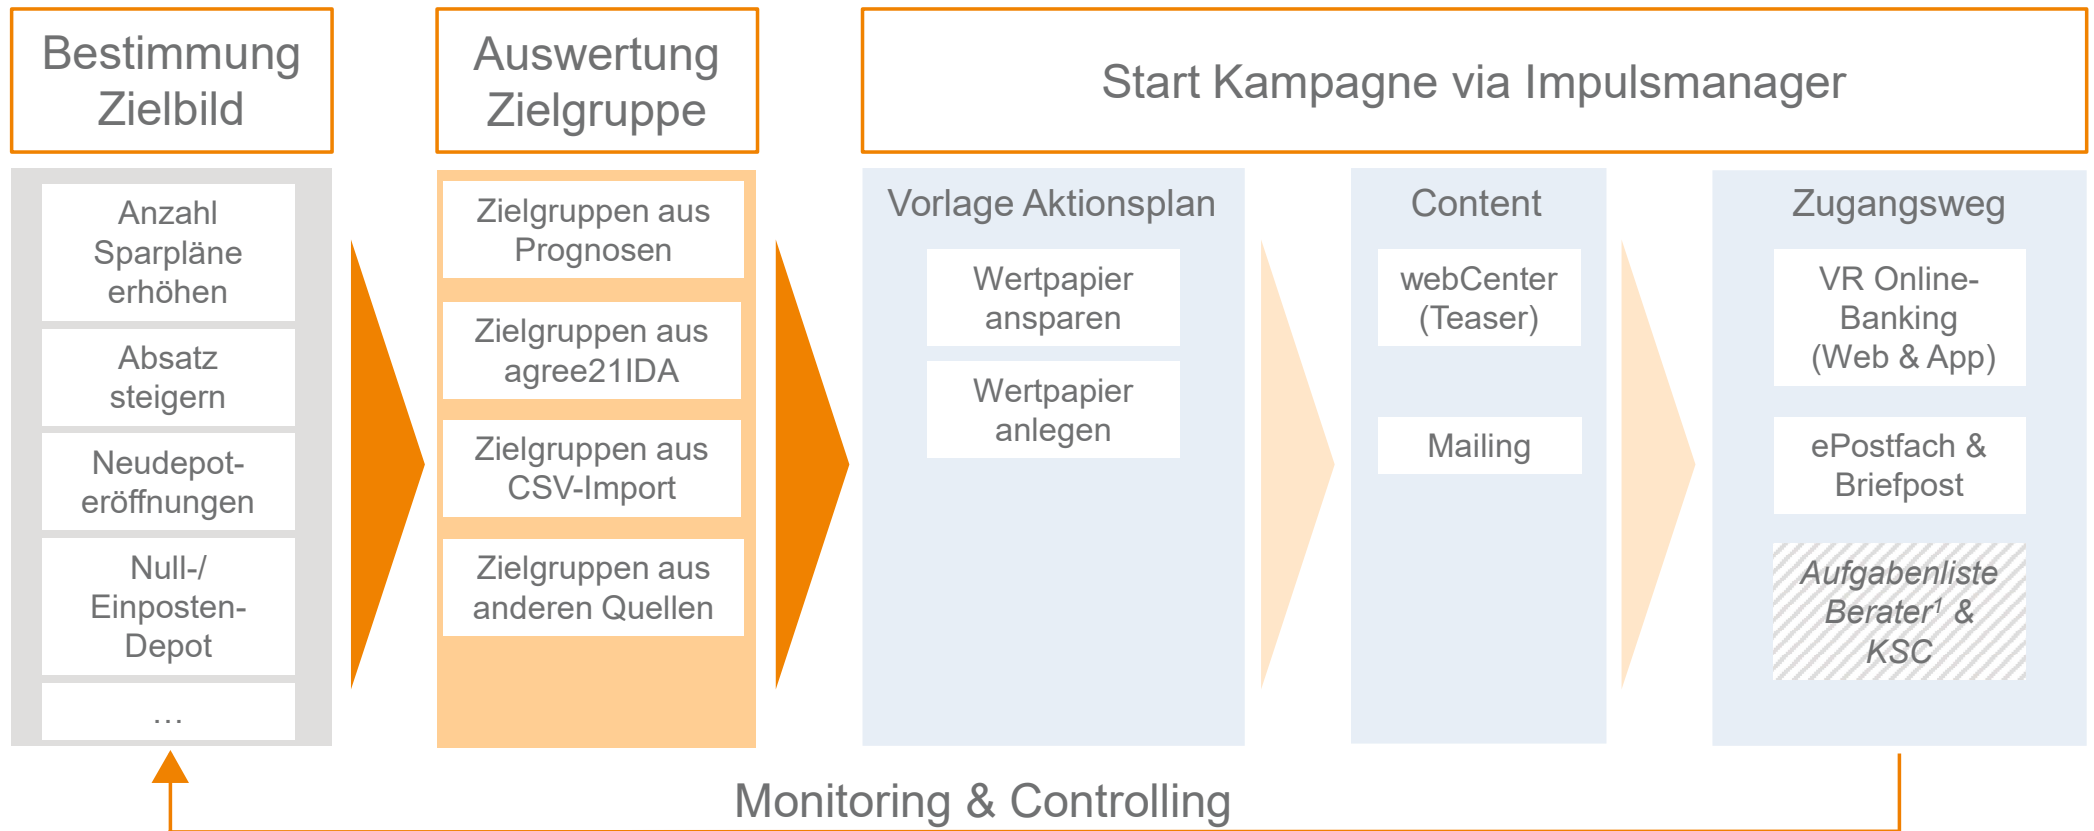 Bestimmung
Zielbild
Auswertung
Zielgruppe
Start Kampagne via Impulsmanager
Anzahl
Sparpläne
erhöhen
Absatz
steigern
Neudepot-
eröffnungen
Null-/
Einposten-
Depot
…
Zielgruppen aus
Prognosen
Zielgruppen aus
agree21IDA
Zielgruppen aus
CSV-Import
Zielgruppen aus
anderen Quellen
Vorlage Aktionsplan
Wertpapier
ansparen
Wertpapier
anlegen
Content
webCenter
(Teaser)
Mailing
Zugangsweg
VR Online-
Banking
(Web & App)
ePostfach &
Briefpost
Aufgabenliste
Berater¹ &
KSC
Monitoring & Controlling